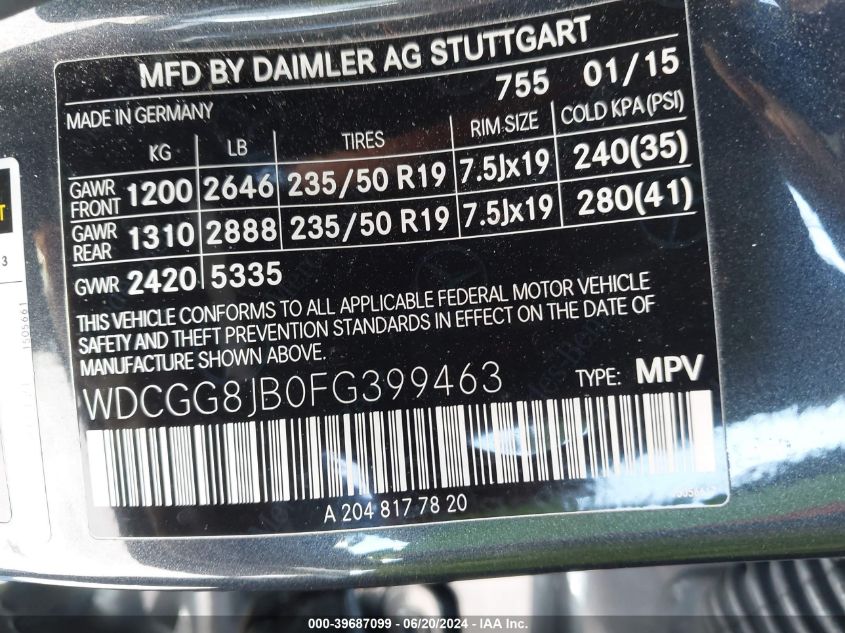 MFD BY DAIMLER AG STUTTGART
755 01/15
MADE IN GERMANY
KG LB TIRES RIM SIZE COLD KPA(PSI)
GAWR FRONT 1200 2646 235/50 R19 7.5Jx19 240(35)
GAWR REAR 1310 2888 235/50 R19 7.5Jx19 280(41)
GVWR 2420 5335
THIS VEHICLE CONFORMS TO ALL APPLICABLE FEDERAL MOTOR VEHICLE
SAFETY AND THEFT PREVENTION STANDARDS IN EFFECT ON THE DATE OF
MANUFACTURE SHOWN ABOVE.
WDCGG8JB0FG399463 TYPE: MPV
A 204 817 78 20
1505661
000-39687099 - 06/20/2024 - IAA Inc.